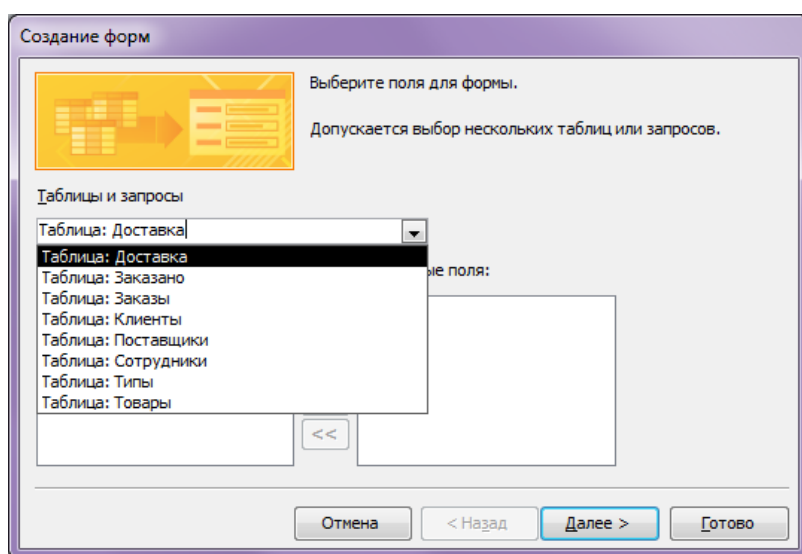 Создание форм
Выберите поля для формы.
Допускается выбор нескольких таблиц или запросов.
Таблицы и запросы
Таблица: Доставка
Таблица: Доставка
Таблица: Заказано
Таблица: Заказы
Таблица: Клиенты
Таблица: Поставщики
Таблица: Сотрудники
Таблица: Типы
Таблица: Товары
ые поля:
<<
Отмена < Назад Далее > Готово